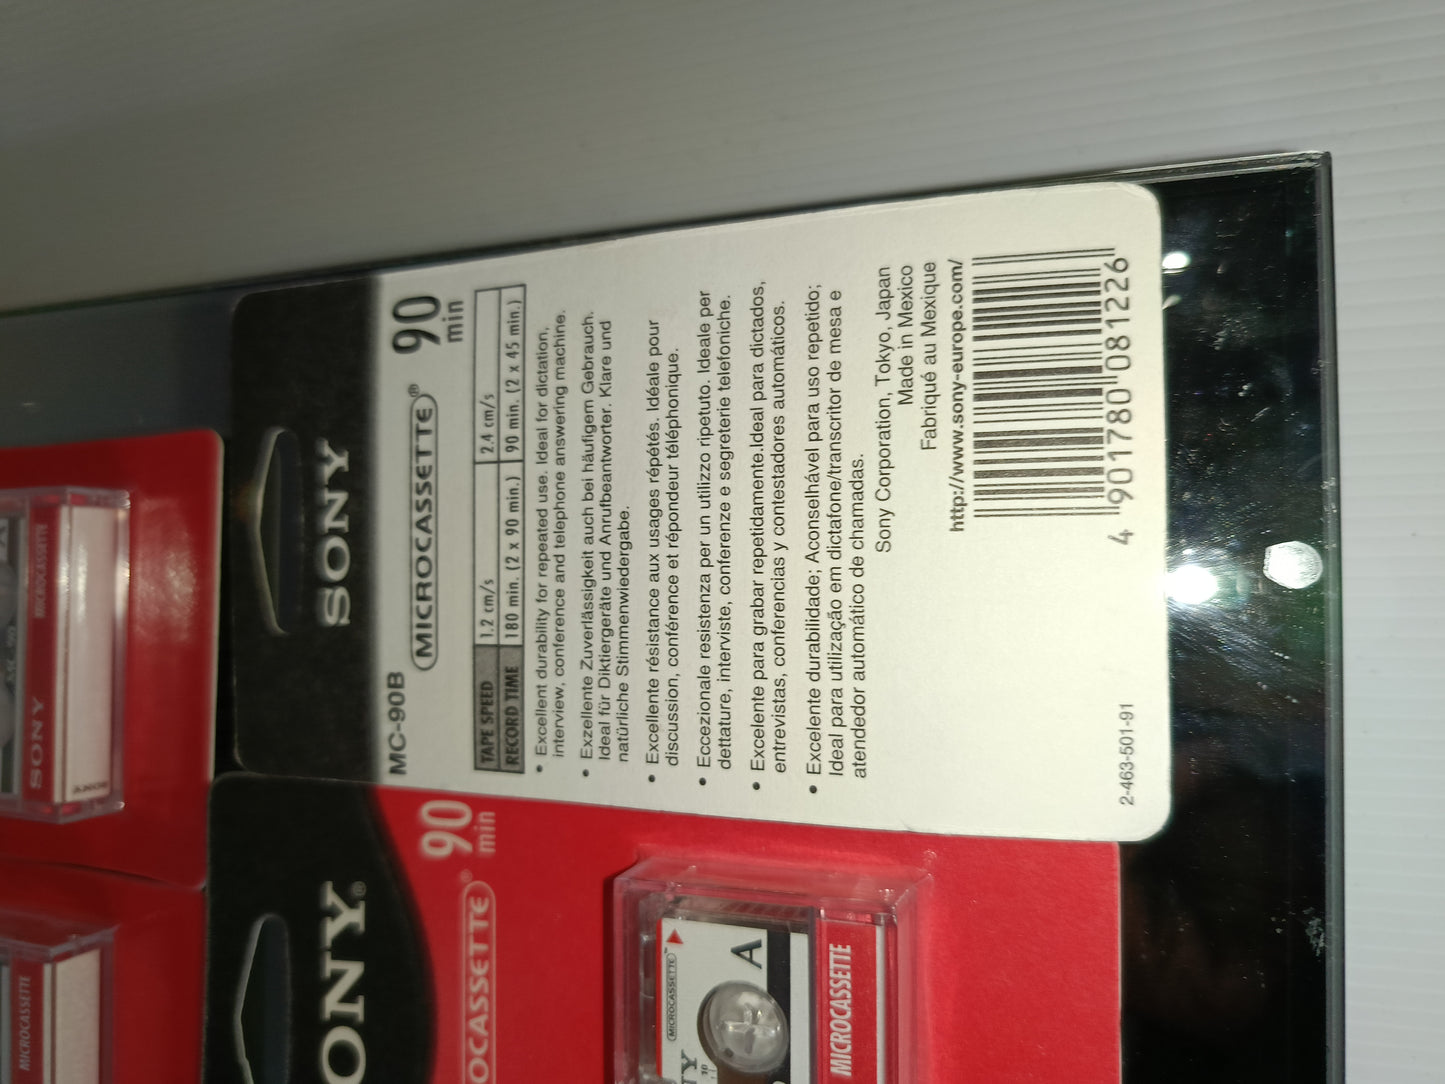 SONY
MC-90B
MICROCASSETTE®
90
min
TAPE SPEED 1.2 cm/s 2.4 cm/s
RECORD TIME 180 min. (2 x 90 min.) 90 min. (2 x 45 min.)
• Excellent durability for repeated use. Ideal for dictation,
interview, conference and telephone answering machine.
• Exzellente Zuverlässigkeit auch bei häufigem Gebrauch.
Ideal für Diktiergeräte und Anrufbeantworter. Klare und
natürliche Stimmenwiedergabe.
• Excellente résistance aux usages répétés. Idéale pour
discussion, conférence et répondeur téléphonique.
• Eccezionale resistenza per un utilizzo ripetuto. Ideale per
dettature, interviste, conferenze e segreterie telefoniche.
• Excelente para grabar repetidamente.Ideal para dictados,
entrevistas, conferencias y contestadores automáticos.
• Excelente durabilidade; Aconselhável para uso repetido;
Ideal para utilização em dictafone/transcritor de mesa e
atendedor automático de chamadas.
Sony Corporation, Tokyo, Japan
Made in Mexico
Fabriqué au Mexique
http://www.sony-europe.com/
4 901780 081226
2-463-501-91
ONY®
OCASSETTE®
90
min
MICROCASSETTE™
A
TY
10
MICROCASSETTE
SONY
MICROCASSETTE
SONY
MICROCASSETTE